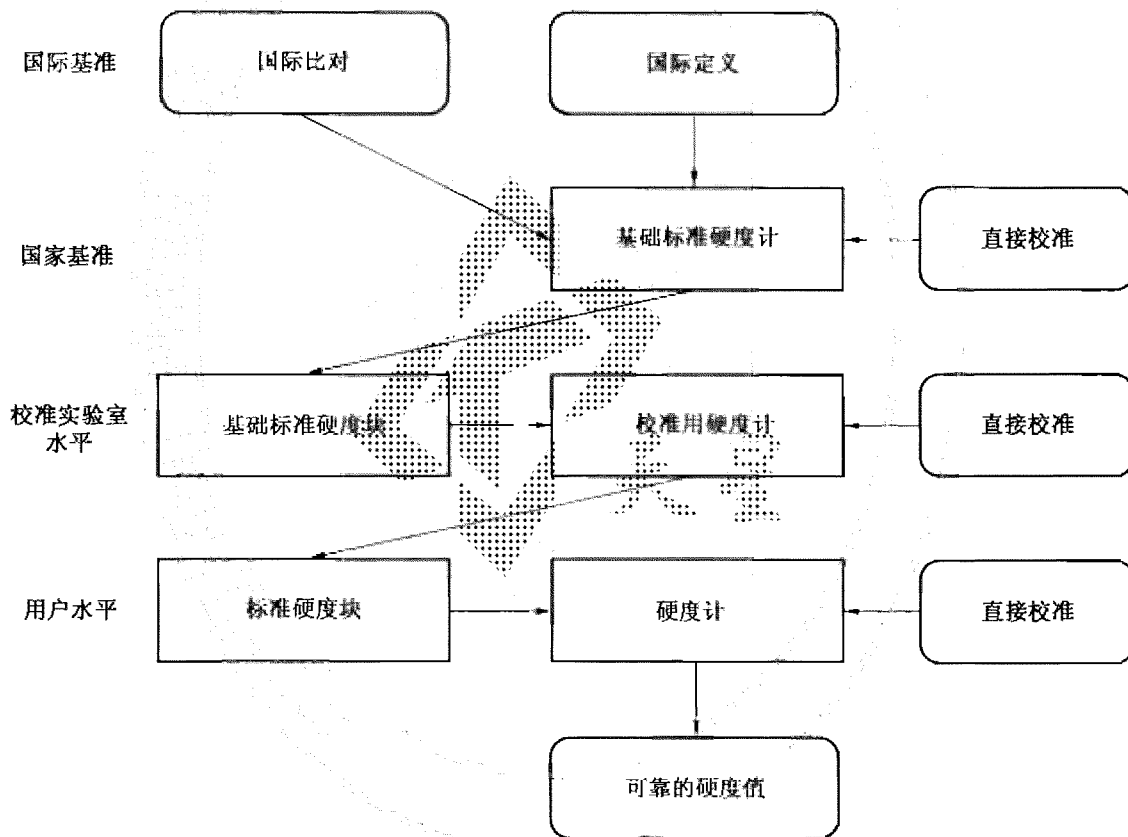 国际基准
国际比对
国际定义
国家基准
基础标准硬度计
直接校准
校准实验室
水平
基础标准硬度块
校准用硬度计
直接校准
用户水平
标准硬度块
硬度计
直接校准
可靠的硬度值